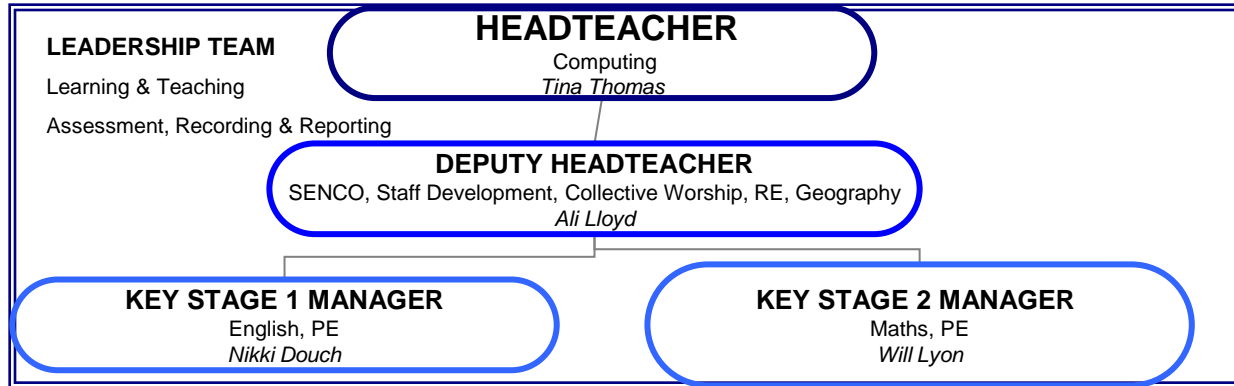 HEADTEACHER
Computing
Tina Thomas
LEADERSHIP TEAM
Learning & Teaching
Assessment, Recording & Reporting
DEPUTY HEADTEACHER
SENCO, Staff Development, Collective Worship, RE, Geography
Ali Lloyd
KEY STAGE 1 MANAGER
English, PE
Nikki Douch
KEY STAGE 2 MANAGER
Maths, PE
Will Lyon